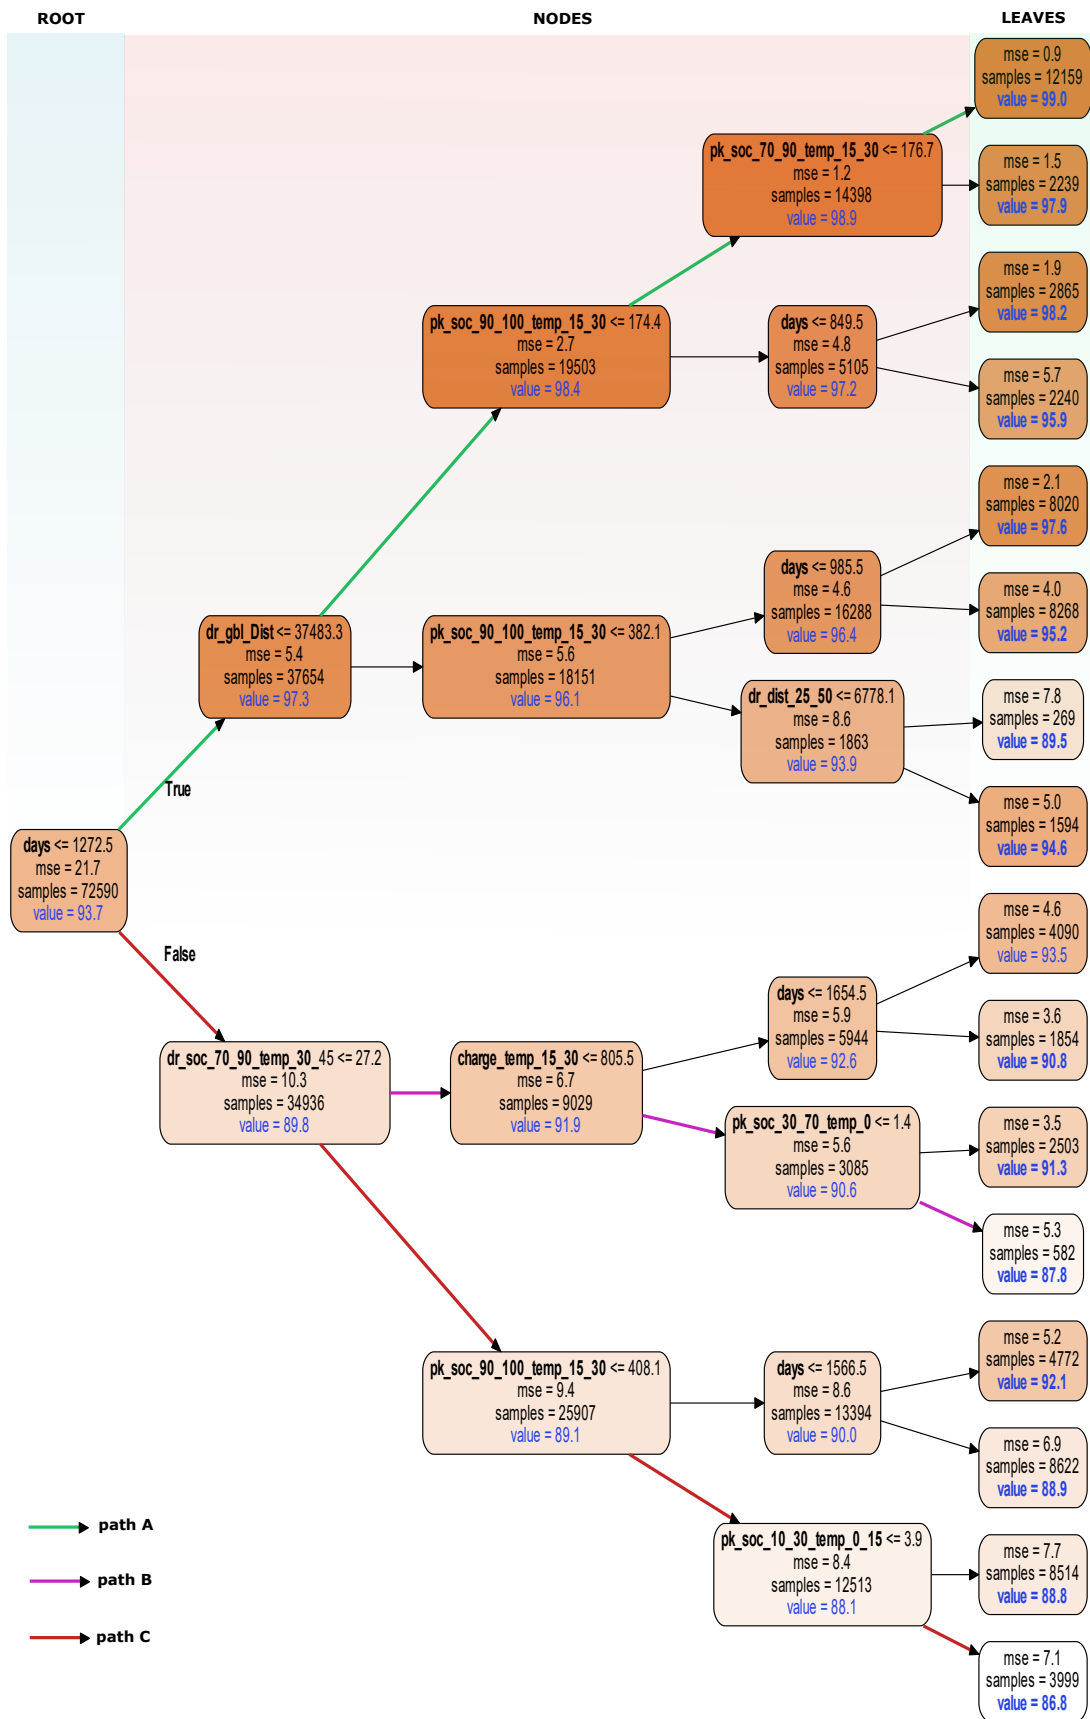 ROOT
NODES
LEAVES
mse = 0.9
samples = 12159
value = 99.0
pk_soc_70_90_temp_15_30 <= 176.7
mse = 1.2
samples = 14398
value = 98.9
mse = 1.5
samples = 2239
value = 97.9
mse = 1.9
samples = 2865
value = 98.2
pk_soc_90_100_temp_15_30 <= 174.4
mse = 2.7
samples = 19503
value = 98.4
days <= 849.5
mse = 4.8
samples = 5105
value = 97.2
mse = 5.7
samples = 2240
value = 95.9
mse = 2.1
samples = 8020
value = 97.6
days <= 985.5
mse = 4.6
samples = 16288
value = 96.4
mse = 4.0
samples = 8268
value = 95.2
dr_gbl_Dist <= 37483.3
mse = 5.4
samples = 37654
value = 97.3
pk_soc_90_100_temp_15_30 <= 382.1
mse = 5.6
samples = 18151
value = 96.1
dr_dist_25_50 <= 6778.1
mse = 8.6
samples = 1863
value = 93.9
mse = 7.8
samples = 269
value = 89.5
mse = 5.0
samples = 1594
value = 94.6
True
days <= 1272.5
mse = 21.7
samples = 72590
value = 93.7
False
mse = 4.6
samples = 4090
value = 93.5
days <= 1654.5
mse = 5.9
samples = 5944
value = 92.6
mse = 3.6
samples = 1854
value = 90.8
dr_soc_70_90_temp_30_45 <= 27.2
mse = 10.3
samples = 34936
value = 89.8
charge_temp_15_30 <= 805.5
mse = 6.7
samples = 9029
value = 91.9
pk_soc_30_70_temp_0 <= 1.4
mse = 5.6
samples = 3085
value = 90.6
mse = 3.5
samples = 2503
value = 91.3
mse = 5.3
samples = 582
value = 87.8
mse = 5.2
samples = 4772
value = 92.1
pk_soc_90_100_temp_15_30 <= 408.1
mse = 9.4
samples = 25907
value = 89.1
days <= 1566.5
mse = 8.6
samples = 13394
value = 90.0
mse = 6.9
samples = 8622
value = 88.9
pk_soc_10_30_temp_0_15 <= 3.9
mse = 8.4
samples = 12513
value = 88.1
mse = 7.7
samples = 8514
value = 88.8
mse = 7.1
samples = 3999
value = 86.8
path A
path B
path C